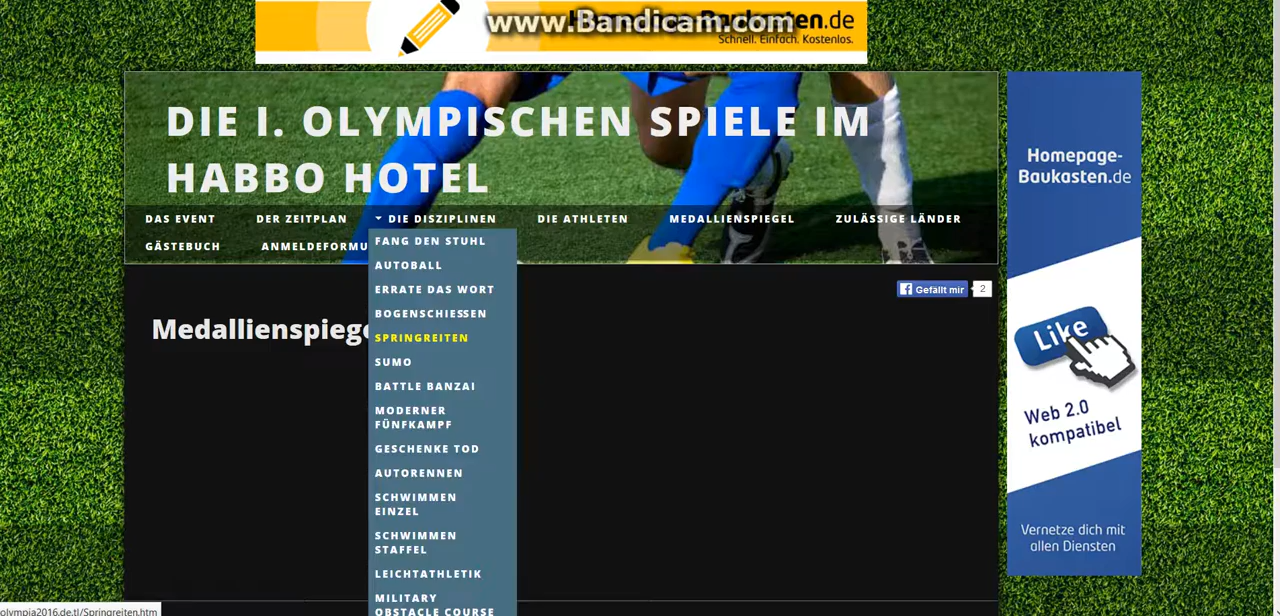 www.Bandicam.com
Schnell. Einfach. Kostenlos.
DIE I. OLYMPISCHEN SPIELE IM
HABBO HOTEL
DAS EVENT DER ZEITPLAN DIE DISZIPLINEN DIE ATHLETEN MEDALLIENSPIEGEL ZULÄSSIGE LÄNDER
GÄSTEBUCH ANMELDEFORMU
FANG DEN STUHL
AUTOBALL
ERRATE DAS WORT
BOGENSCHIESSEN
SPRINGREITEN
SUMO
BATTLE BANZAI
MODERNER
FÜNFKAMPF
GESCHENKE TOD
AUTORENNEN
SCHWIMMEN
EINZEL
SCHWIMMEN
STAFFEL
LEICHTATHLETIK
MILITARY
OBSTACLE COURSE
Gefällt mir 2
Medallienspiege
Homepage-
Baukasten.de
Like
Web 2.0
kompatibel
Vernetze dich mit
allen Diensten
olympia2016.de.tl/Springreiten.htm